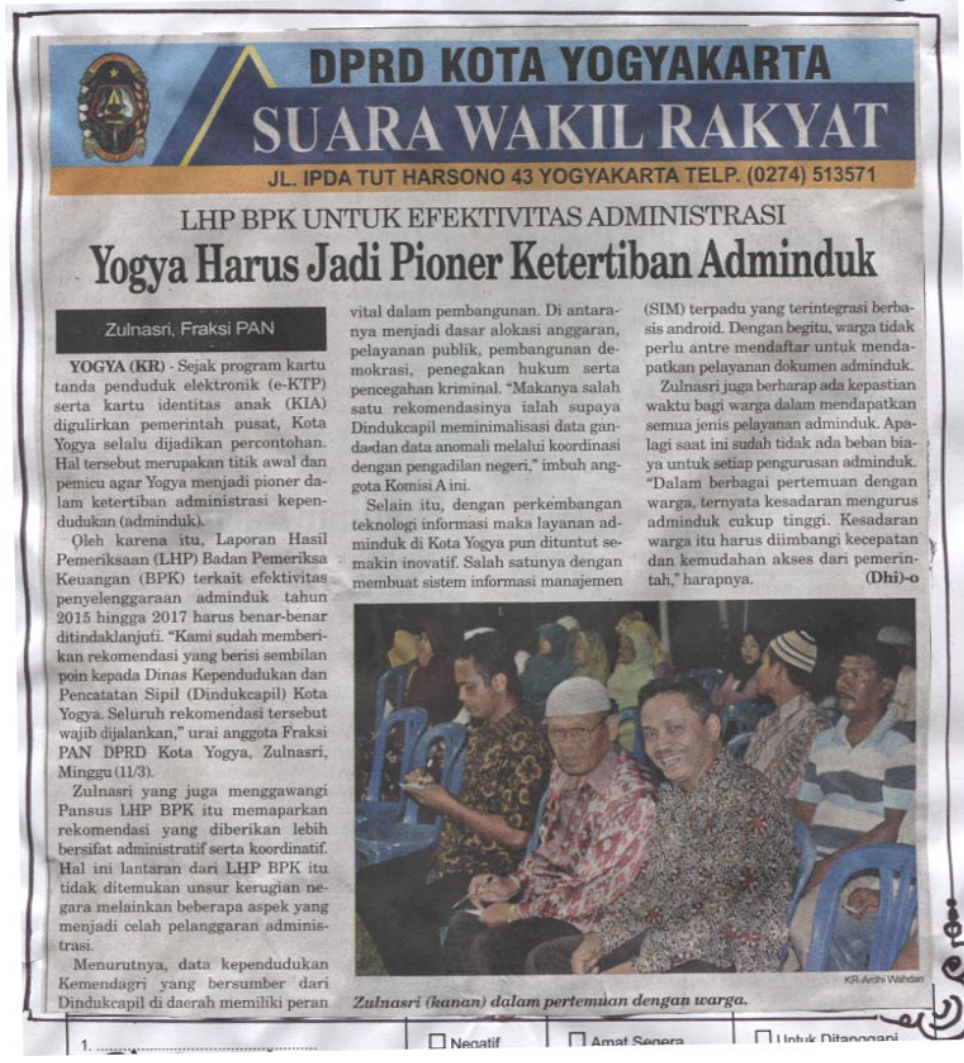 DPRD KOTA YOGYAKARTA
SUARA WAKIL RAKYAT
JL. IPDA TUT HARSONO 43 YOGYAKARTA TELP. (0274) 513571
LHP BPK UNTUK EFEKTIVITAS ADMINISTRASI
Yogya Harus Jadi Pioner Ketertiban Adminduk
Zulnasri, Fraksi PAN
YOGYA (KR) - Sejak program kartu
tanda penduduk elektronik (e-KTP)
serta kartu identitas anak (KIA)
digulirkan pemerintah pusat, Kota
Yogya selalu dijadikan percontohan.
Hal tersebut merupakan titik awal dan
pemicu agar Yogya menjadi pioner da-
lam ketertiban administrasi kepen-
dudukan (adminduk).
Oleh karena itu, Laporan Hasil
Pemeriksaan (LHP) Badan Pemeriksa
Keuangan (BPK) terkait efektivitas
penyelenggaraan adminduk tahun
2015 hingga 2017 harus benar-benar
ditindaklanjuti. “Kami sudah memberi-
kan rekomendasi yang berisi sembilan
poin kepada Dinas Kependudukan dan
Pencatatan Sipil (Dindukcapil) Kota
Yogya. Seluruh rekomendasi tersebut
wajib dijalankan,” urai anggota Fraksi
PAN DPRD Kota Yogya, Zulnasri,
Minggu (11/3).
Zulnasri yang juga menggawangi
Pansus LHP BPK itu memaparkan
rekomendasi yang diberikan lebih
bersifat administratif serta koordinatif.
Hal ini lantaran dari LHP BPK itu
tidak ditemukan unsur kerugian ne-
gara melainkan beberapa aspek yang
menjadi celah pelanggaran adminis-
trasi.
Menurutnya, data kependudukan
Kemendagri yang bersumber dari
Dindukcapil di daerah memiliki peran
vital dalam pembangunan. Di antara-
nya menjadi dasar alokasi anggaran,
pelayanan publik, pembangunan de-
mokrasi, penegakan hukum serta
pencegahan kriminal. “Makanya salah
satu rekomendasinya ialah supaya
Dindukcapil meminimalisasi data gan-
da dan data anomali melalui koordinasi
dengan pengadilan negeri,” imbuh ang-
gota Komisi A ini.
Selain itu, dengan perkembangan
teknologi informasi maka layanan ad-
minduk di Kota Yogya pun dituntut se-
makin inovatif. Salah satunya dengan
membuat sistem informasi manajemen
(SIM) terpadu yang terintegrasi berba-
sis android. Dengan begitu, warga tidak
perlu antre mendaftar untuk menda-
patkan pelayanan dokumen adminduk.
Zulnasri juga berharap ada kepastian
waktu bagi warga dalam mendapatkan
semua jenis pelayanan adminduk. Apa-
lagi saat ini sudah tidak ada beban bia-
ya untuk setiap pengurusan adminduk.
“Dalam berbagai pertemuan dengan
warga, ternyata kesadaran mengurus
adminduk cukup tinggi. Kesadaran
warga itu harus diimbangi kecepatan
dan kemudahan akses dari pemerin-
tah,” harapnya. (Dhi)-o
KR-Ardhi Wahdan
Zulnasri (kanan) dalam pertemuan dengan warga.
1. Negatif Amat Segera Untuk Ditanggapi